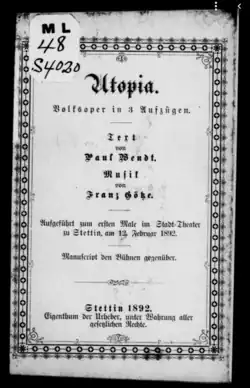 ML
48
S4020
Utopia.
Volksoper in 3 Aufzügen.
Text
von
Paul Wendt.
Musik
von
Franz Götze.
Aufgeführt zum ersten Male im Stadt-Theater
zu Stettin, am 12. Februar 1892.
Manuscript den Bühnen gegenüber.
Stettin 1892.
Eigenthum der Urheber, unter Wahrung aller
gesetzlichen Rechte.